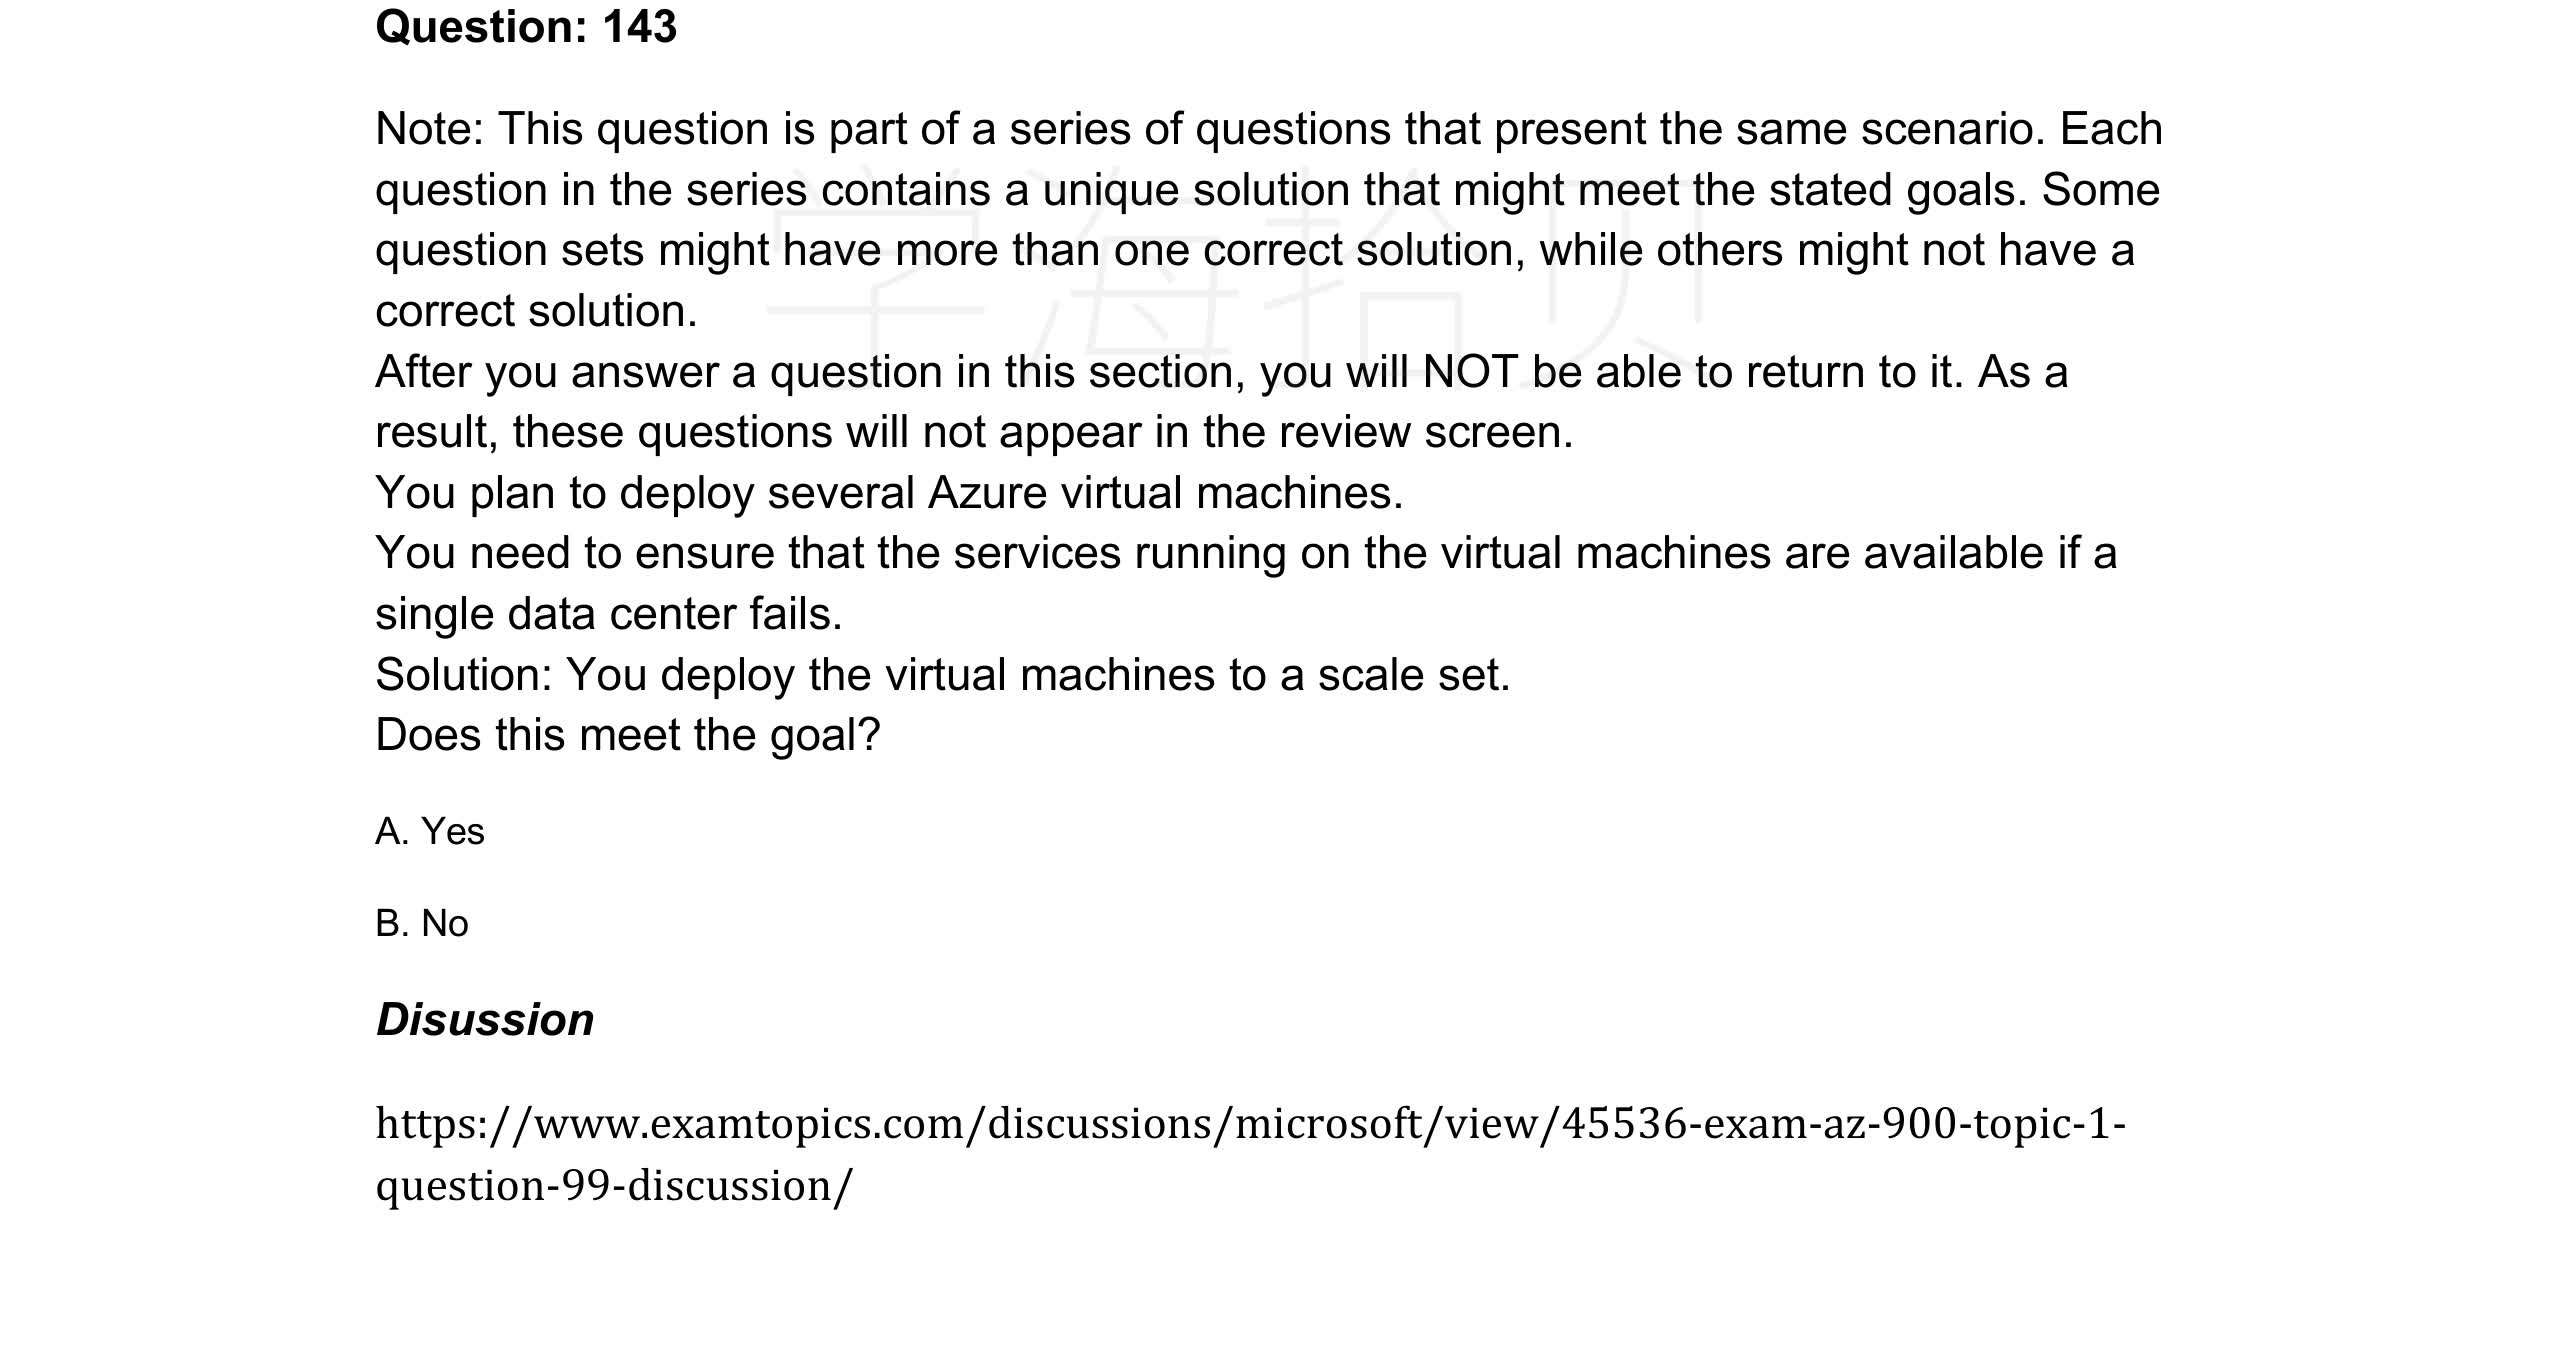 Question: 143
Note: This question is part of a series of questions that present the same scenario. Each
question in the series contains a unique solution that might meet the stated goals. Some
question sets might have more than one correct solution, while others might not have a
correct solution.
After you answer a question in this section, you will NOT be able to return to it. As a
result, these questions will not appear in the review screen.
You plan to deploy several Azure virtual machines.
You need to ensure that the services running on the virtual machines are available if a
single data center fails.
Solution: You deploy the virtual machines to a scale set.
Does this meet the goal?
A. Yes
B. No
Disussion
https://www.examtopics.com/discussions/microsoft/view/45536-exam-az-900-topic-1-
question-99-discussion/
学海拾贝